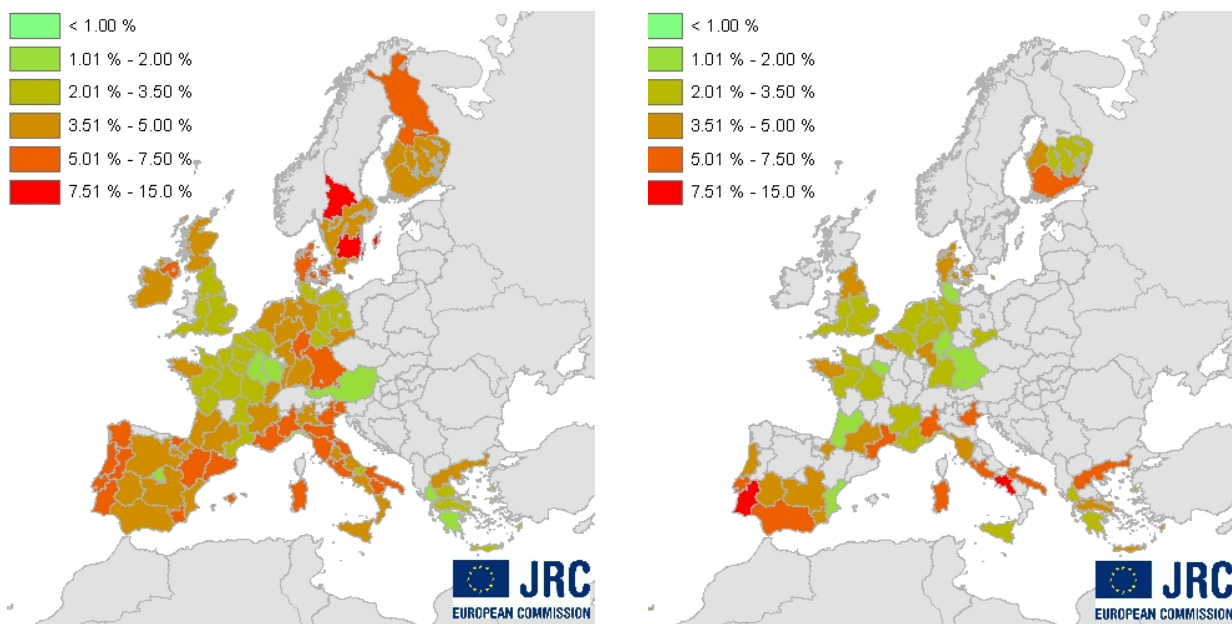 < 1.00 %
1.01 % - 2.00 %
2.01 % - 3.50 %
3.51 % - 5.00 %
5.01 % - 7.50 %
7.51 % - 15.0 %
JRC
EUROPEAN COMMISSION
< 1.00 %
1.01 % - 2.00 %
2.01 % - 3.50 %
3.51 % - 5.00 %
5.01 % - 7.50 %
7.51 % - 15.0 %
JRC
EUROPEAN COMMISSION